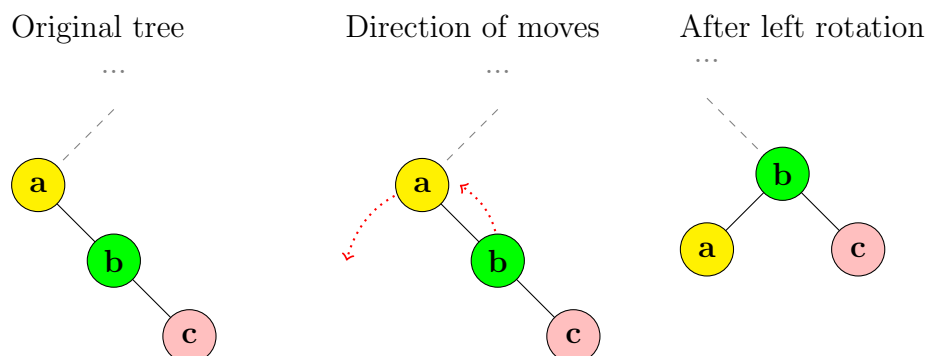 Original tree
Direction of moves
After left rotation
...
...
...
a
b
c
a
b
c
b
a
c